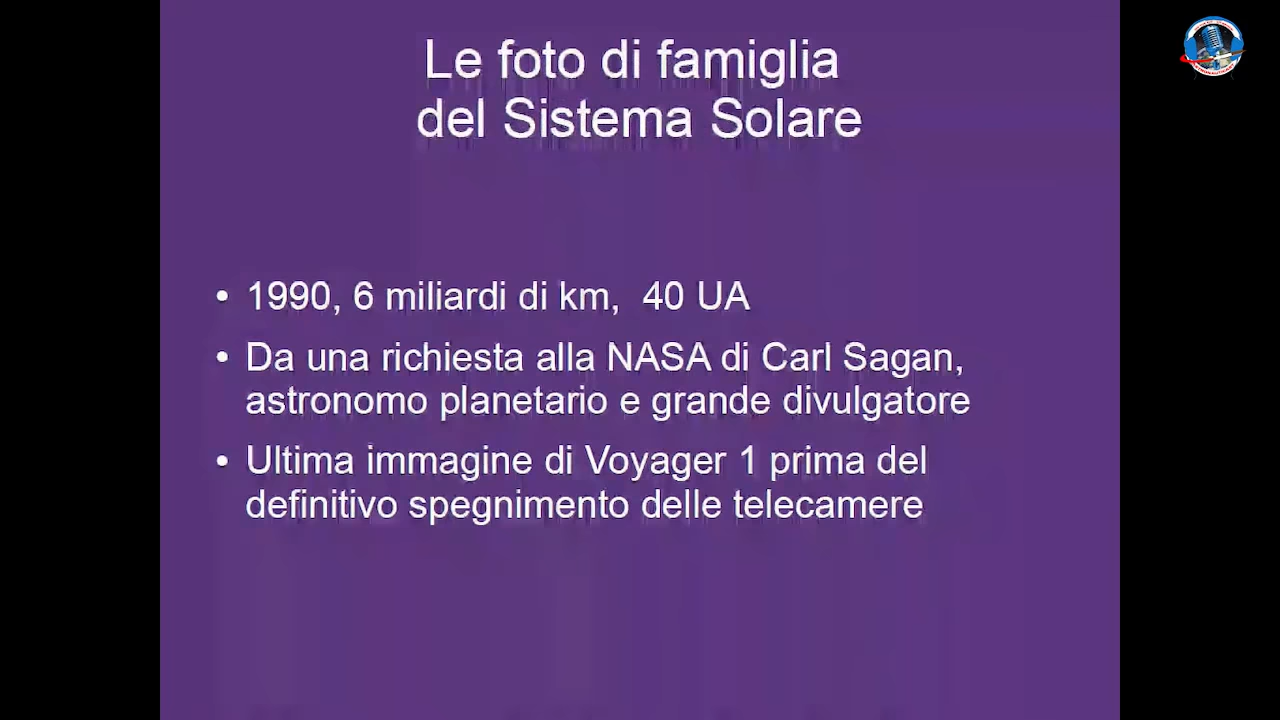 Le foto di famiglia
del Sistema Solare
• 1990, 6 miliardi di km,  40 UA
• Da una richiesta alla NASA di Carl Sagan,
astronomo planetario e grande divulgatore
• Ultima immagine di Voyager 1 prima del
definitivo spegnimento delle telecamere